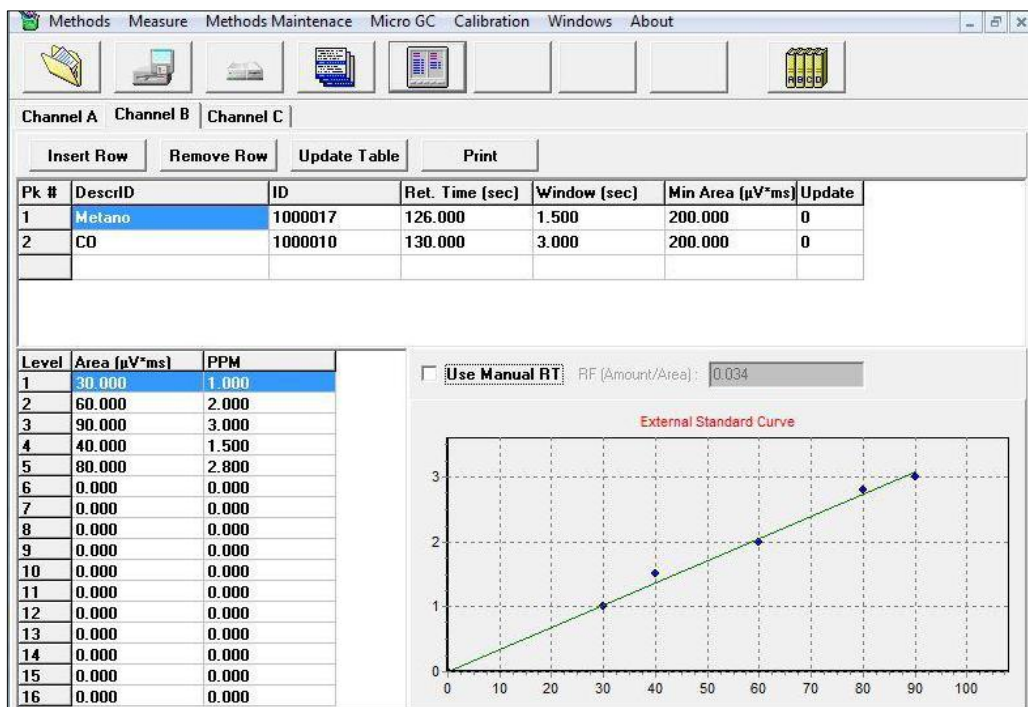 Methods Measure Methods Maintenace Micro GC Calibration Windows About
A B C D
Channel A Channel B Channel C
Insert Row Remove Row Update Table Print
Pk # DescrID ID Ret. Time (sec) Window (sec) Min Area (µV*ms) Update
1 Metano 1000017 126.000 1.500 200.000 0
2 CO 1000010 130.000 3.000 200.000 0
Level Area (µV*ms) PPM
1 30.000 1.000
2 60.000 2.000
3 90.000 3.000
4 40.000 1.500
5 80.000 2.800
6 0.000 0.000
7 0.000 0.000
8 0.000 0.000
9 0.000 0.000
10 0.000 0.000
11 0.000 0.000
12 0.000 0.000
13 0.000 0.000
14 0.000 0.000
15 0.000 0.000
16 0.000 0.000
Use Manual RT RF (Amount/Area) : 0.034
External Standard Curve
3
2
1
0
0 10 20 30 40 50 60 70 80 90 100